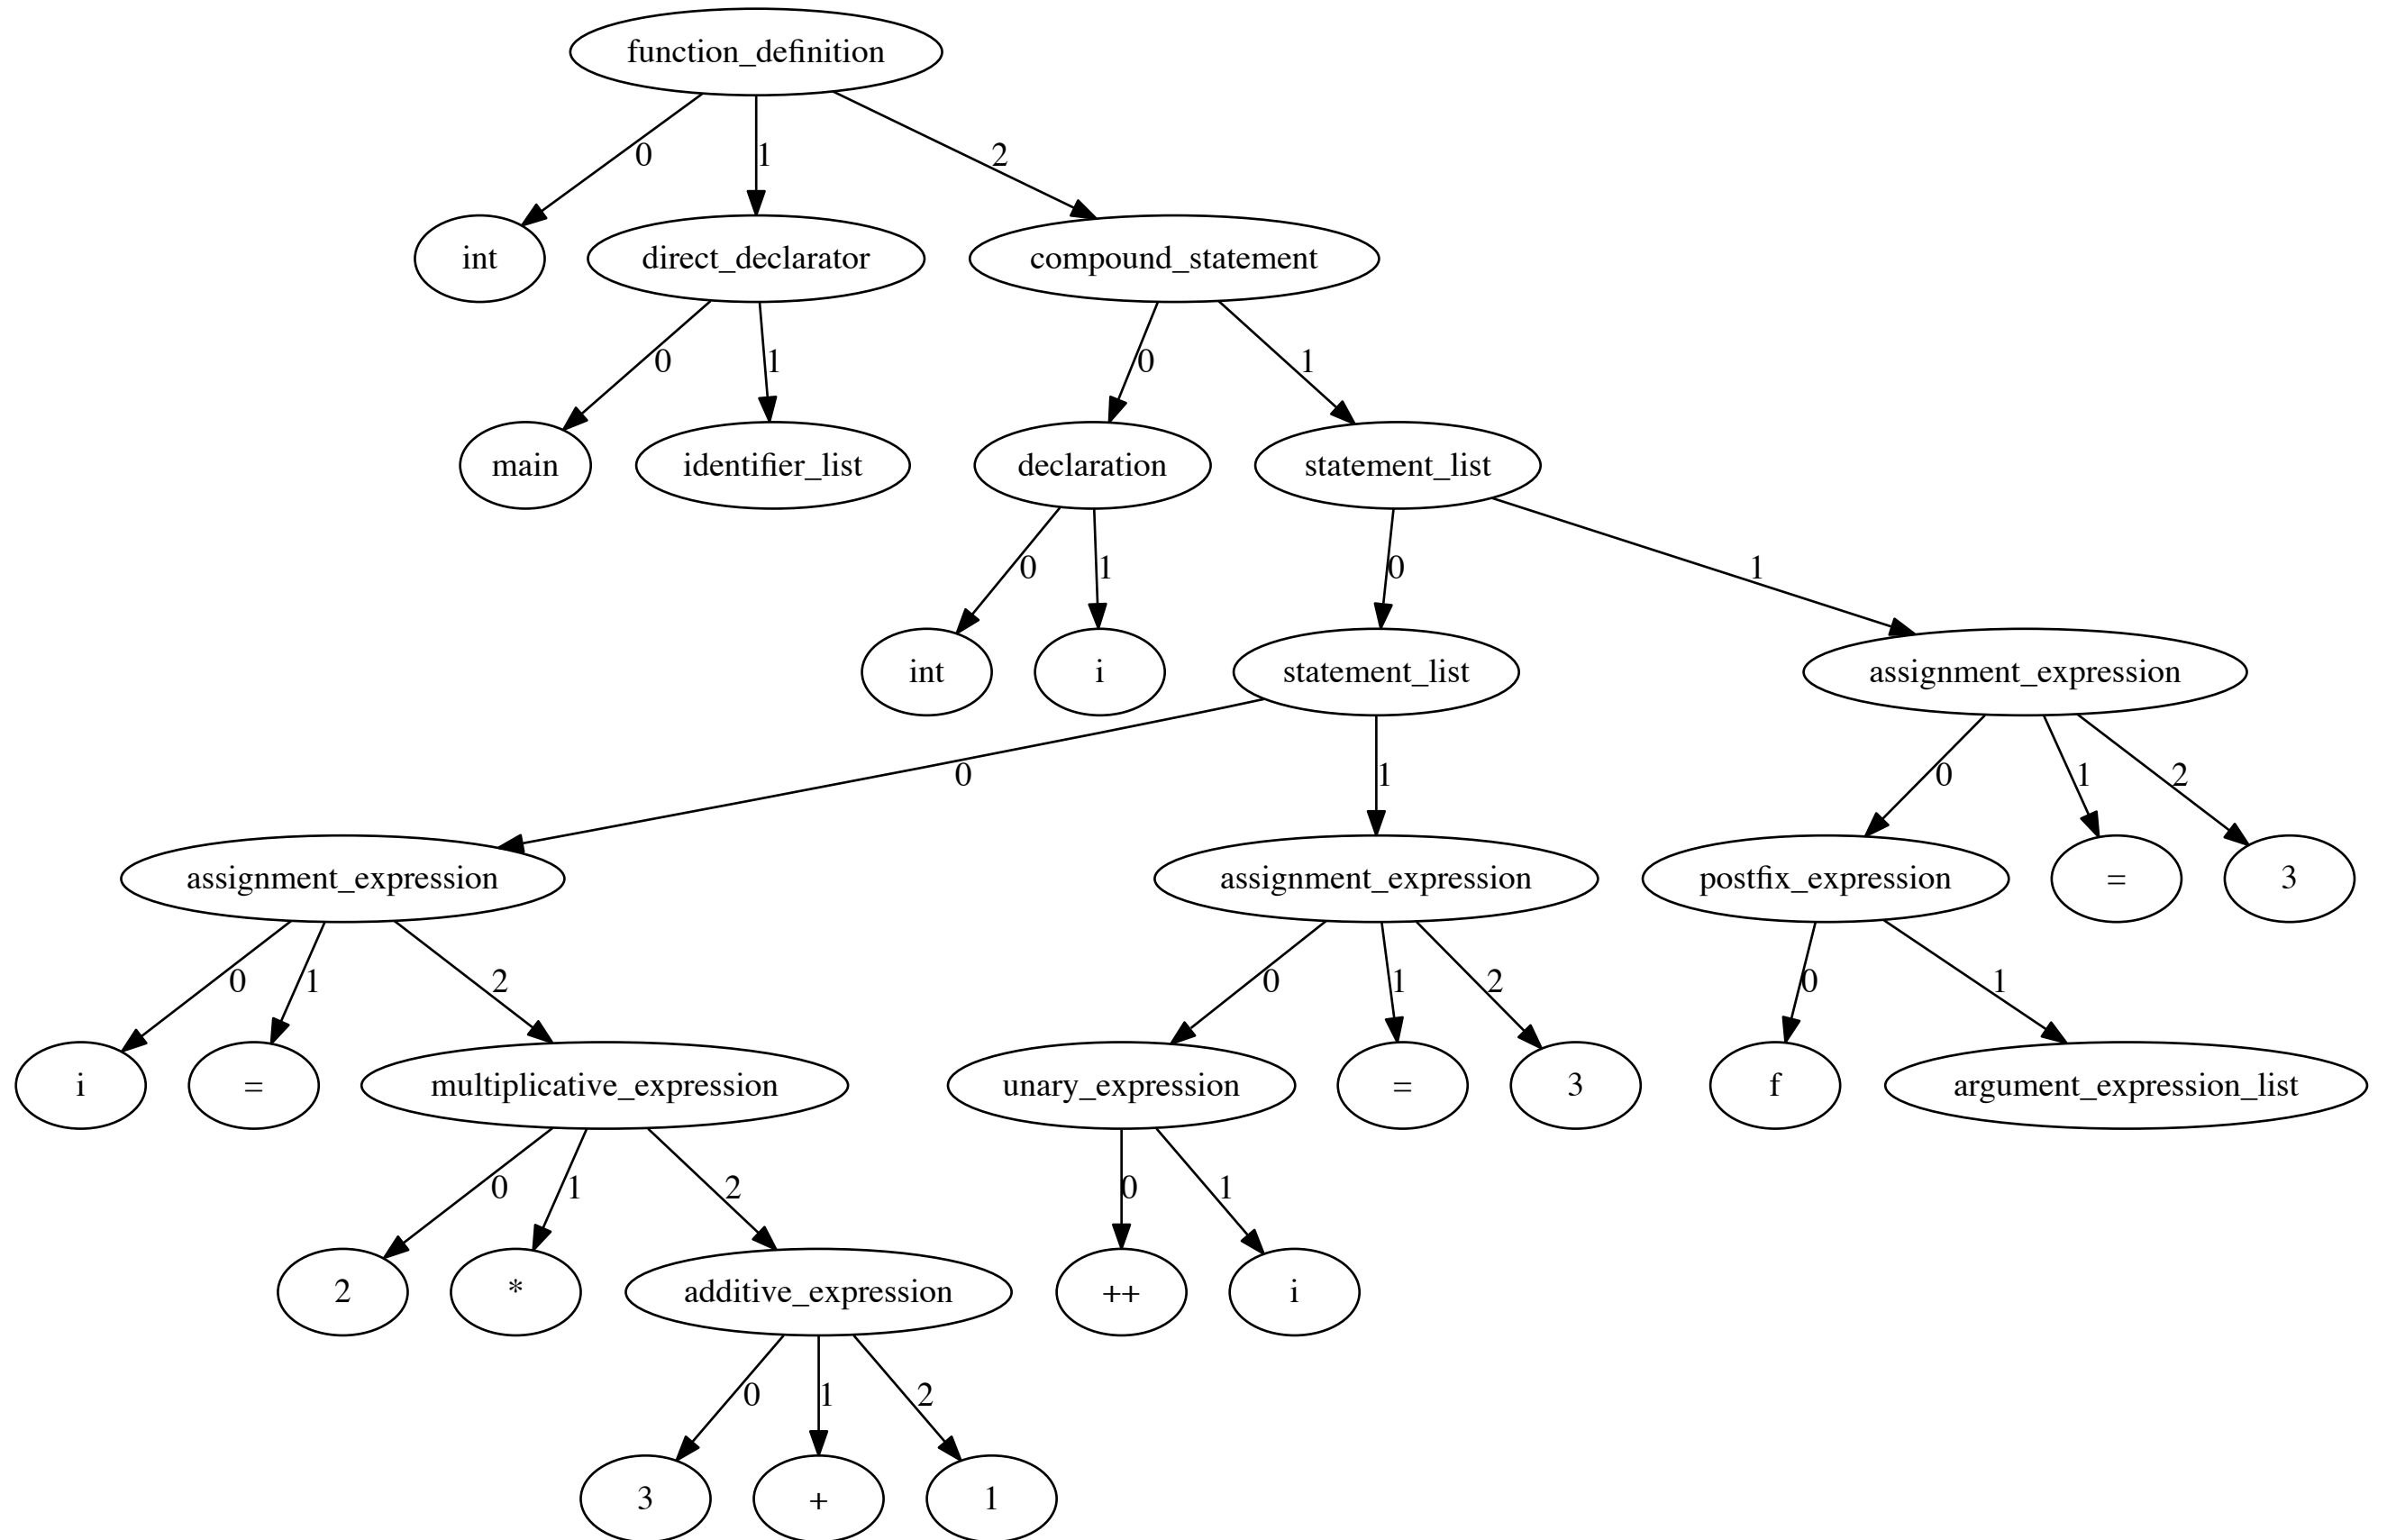 function_definition
0 1 2
int direct_declarator compound_statement
0 1 0 1
main identifier_list declaration statement_list
0 1 0 1
int i statement_list assignment_expression
0 1 0 1 2
assignment_expression assignment_expression postfix_expression = 3
0 1 2 0 1 2 0 1
i = multiplicative_expression unary_expression = 3 f argument_expression_list
0 1 2 0 1
2 * additive_expression ++ i
0 1 2
3 + 1